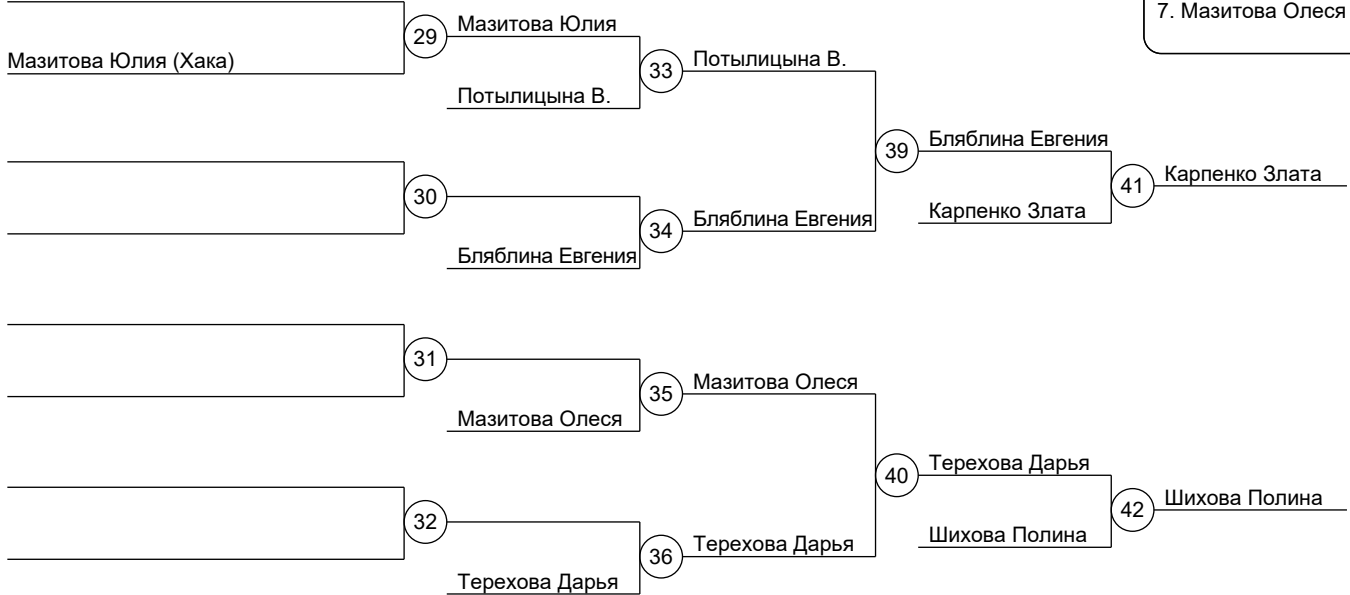 7. Мазитова Олеся
29
Мазитова Юлия
Мазитова Юлия (Хака)
33
Потылицына В.
Потылицына В.
39
Бляблина Евгения
41
Карпенко Злата
30
Карпенко Злата
34
Бляблина Евгения
Бляблина Евгения
31
35
Мазитова Олеся
Мазитова Олеся
40
Терехова Дарья
42
Шихова Полина
32
Шихова Полина
36
Терехова Дарья
Терехова Дарья